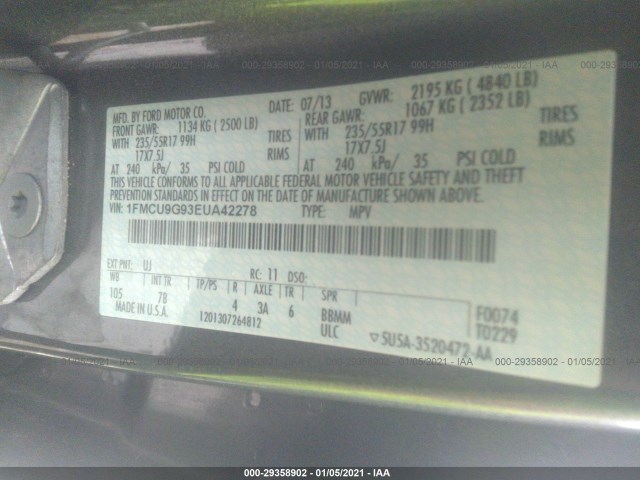 000-29358902 - 01/05/2021 - IAA
MFD. BY FORD MOTOR CO.
DATE: 07/13 GVWR: 2195 KG ( 4840 LB)
FRONT GAWR: 1134 KG ( 2500 LB) REAR GAWR: 1067 KG ( 2352 LB)
WITH 235/55R17 99H TIRES WITH 235/55R17 99H TIRES
17X7.5J RIMS 17X7.5J RIMS
AT 240 kPa/ 35 PSI COLD AT 240 kPa/ 35 PSI COLD
THIS VEHICLE CONFORMS TO ALL APPLICABLE FEDERAL MOTOR VEHICLE SAFETY AND THEFT
PREVENTION STANDARDS IN EFFECT ON THE DATE OF MANUFACTURE SHOWN ABOVE.
VIN: 1FMCU9G93EUA42278 TYPE: MPV
EXT PNT: UJ RC: 11 DSO:
WB INT TR TP/PS R AXLE TR SPR
105 7B 4 3A 6 BBMM F0074
MADE IN U.S.A. 1201307264812 ULC T0229
5USA-3520472-AA
000-29358902 - 01/05/2021 - IAA